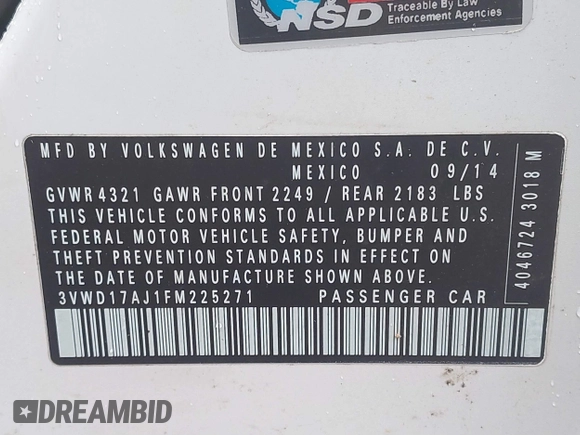 NSD
Traceable By Law
Enforcement Agencies
MFD BY VOLKSWAGEN DE MEXICO S.A. DE C.V.
MEXICO 09/14
GVWR 4321 GAWR FRONT 2249 / REAR 2183 LBS
THIS VEHICLE CONFORMS TO ALL APPLICABLE U.S.
FEDERAL MOTOR VEHICLE SAFETY, BUMPER AND
THEFT PREVENTION STANDARDS IN EFFECT ON
THE DATE OF MANUFACTURE SHOWN ABOVE.
3VWD17AJ1FM225271 PASSENGER CAR
4046724 3018 M
DREAMBID